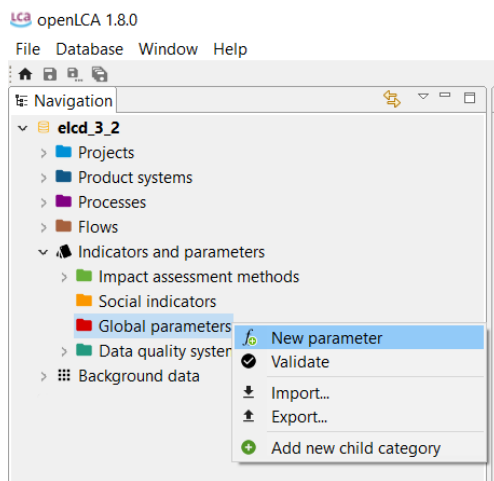 LCA openLCA 1.8.0
File Database Window Help
Navigation
elcd_3_2
Projects
Product systems
Processes
Flows
Indicators and parameters
Impact assessment methods
Social indicators
Global parameters
New parameter
Data quality syster
Validate
Background data
Import...
Export...
Add new child category